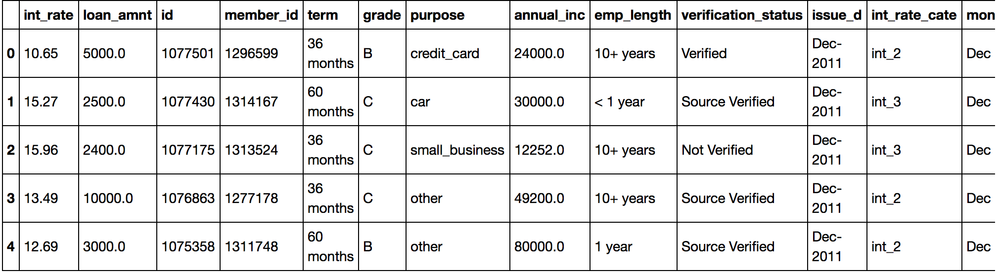 int_rate loan_amnt id member_id term grade purpose annual_inc emp_length verification_status issue_d int_rate_cate mon
0 10.65 5000.0 1077501 1296599 36 months B credit_card 24000.0 10+ years Verified Dec-2011 int_2 Dec
1 15.27 2500.0 1077430 1314167 60 months C car 30000.0 < 1 year Source Verified Dec-2011 int_3 Dec
2 15.96 2400.0 1077175 1313524 36 months C small_business 12252.0 10+ years Not Verified Dec-2011 int_3 Dec
3 13.49 10000.0 1076863 1277178 36 months C other 49200.0 10+ years Source Verified Dec-2011 int_2 Dec
4 12.69 3000.0 1075358 1311748 60 months B other 80000.0 1 year Source Verified Dec-2011 int_2 Dec